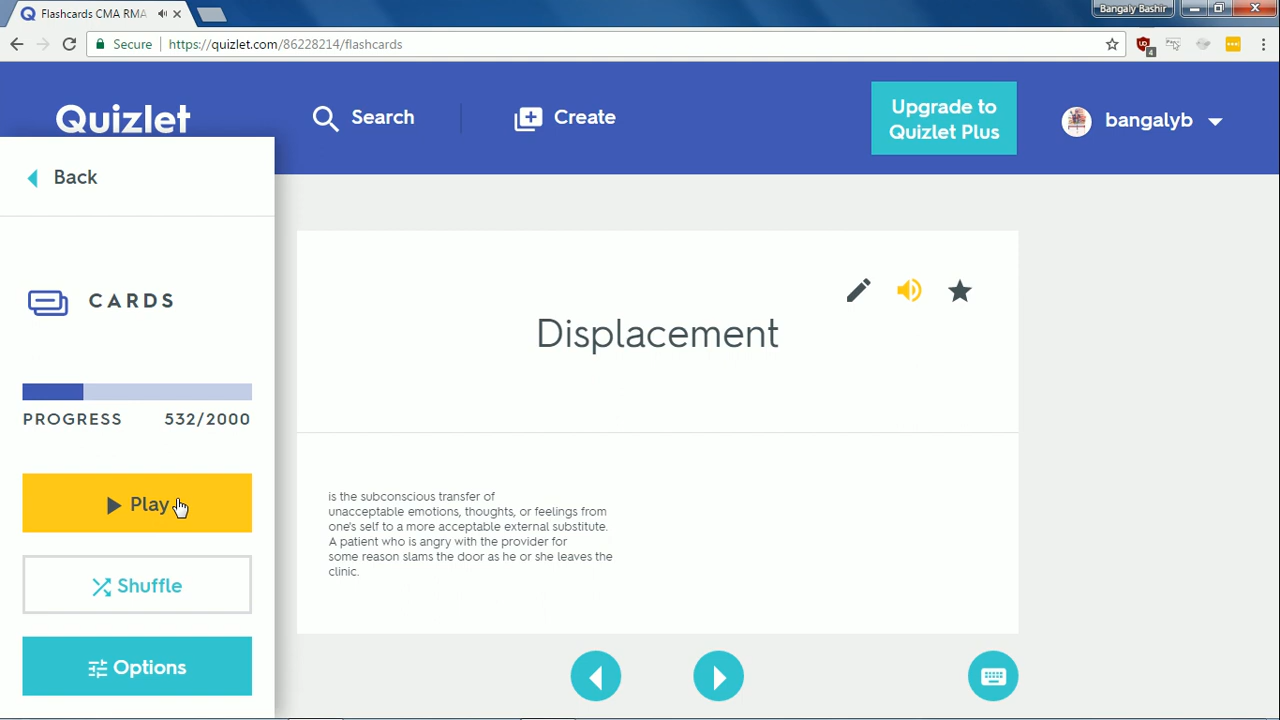 Flashcards CMA RMA
Bangaly Bashir
Secure
https://quizlet.com/86228214/flashcards
4
Quizlet
Search
Create
Upgrade to
Quizlet Plus
bangalyb
Back
CARDS
PROGRESS 532/2000
Play
Shuffle
Options
Displacement
is the subconscious transfer of
unacceptable emotions, thoughts, or feelings from
one's self to a more acceptable external substitute.
A patient who is angry with the provider for
some reason slams the door as he or she leaves the
clinic.